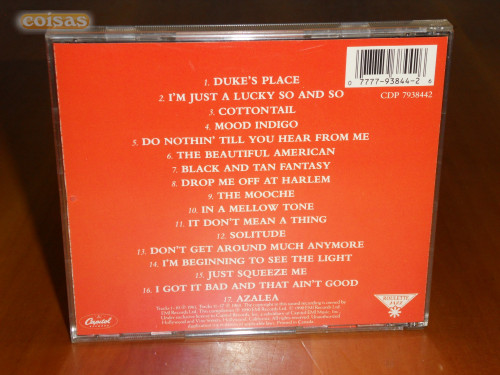 coisas
1. DUKE'S PLACE
2. I'M JUST A LUCKY SO AND SO
3. COTTONTAIL
4. MOOD INDIGO
5. DO NOTHIN' TILL YOU HEAR FROM ME
6. THE BEAUTIFUL AMERICAN
7. BLACK AND TAN FANTASY
8. DROP ME OFF AT HARLEM
9. THE MOOCHE
10. IN A MELLOW TONE
11. IT DON'T MEAN A THING
12. SOLITUDE
13. DON'T GET AROUND MUCH ANYMORE
14. I'M BEGINNING TO SEE THE LIGHT
15. JUST SQUEEZE ME
16. I GOT IT BAD AND THAT AIN'T GOOD
17. AZALEA
0 7777-93844-2 6
CDP 7938442
Capitol
ROULETTE
JAZZ